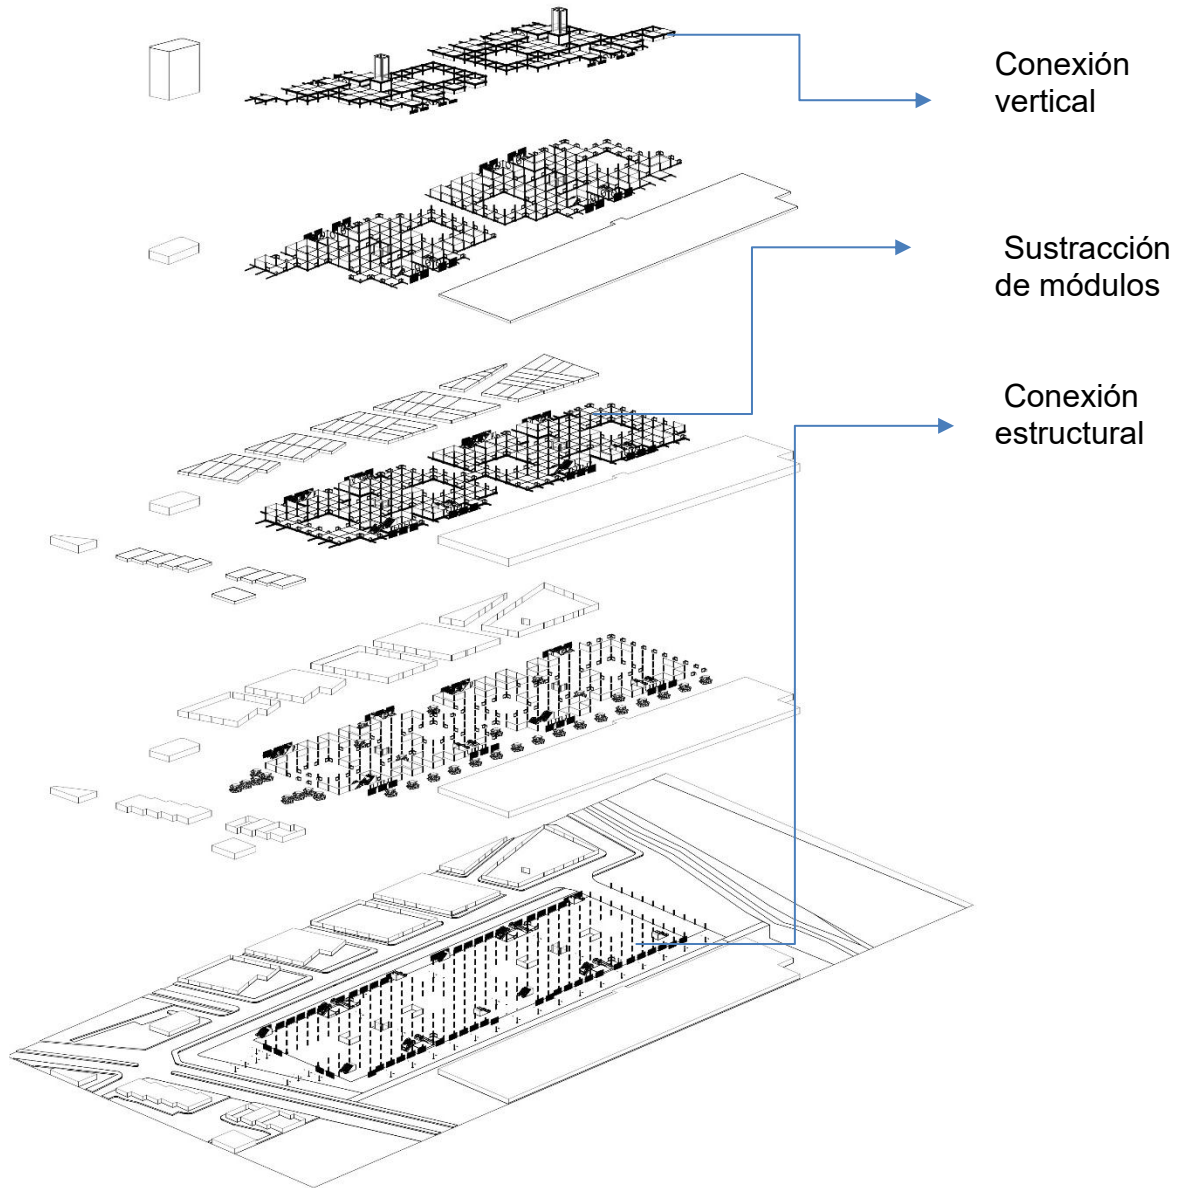 Conexión
vertical
Sustracción
de módulos
Conexión
estructural